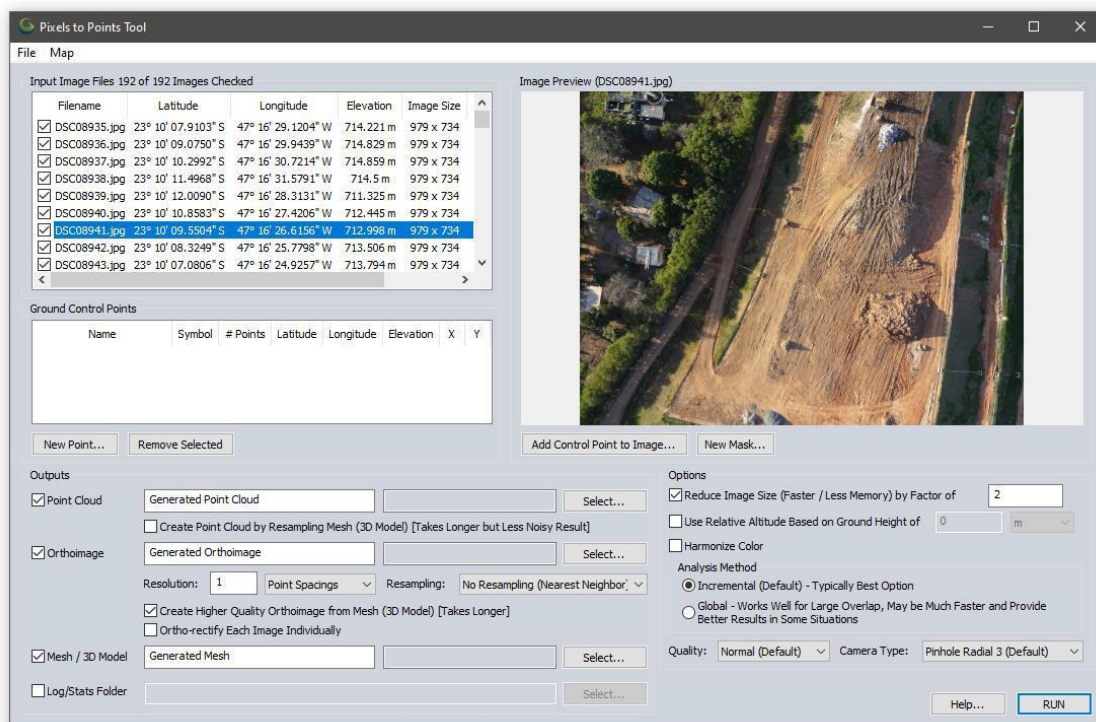 Pixels to Points Tool
File Map
Input Image Files 192 of 192 Images Checked
Filename Latitude Longitude Elevation Image Size
DSC08935.jpg 23° 10' 07.9103" S 47° 16' 29.1204" W 714.221 m 979 x 734
DSC08936.jpg 23° 10' 09.0750" S 47° 16' 29.9439" W 714.829 m 979 x 734
DSC08937.jpg 23° 10' 10.2992" S 47° 16' 30.7214" W 714.859 m 979 x 734
DSC08938.jpg 23° 10' 11.4968" S 47° 16' 31.5791" W 714.5 m 979 x 734
DSC08939.jpg 23° 10' 12.0090" S 47° 16' 28.3131" W 711.325 m 979 x 734
DSC08940.jpg 23° 10' 10.8583" S 47° 16' 27.4206" W 712.445 m 979 x 734
DSC08941.jpg 23° 10' 09.5504" S 47° 16' 26.6156" W 712.998 m 979 x 734
DSC08942.jpg 23° 10' 08.3249" S 47° 16' 25.7798" W 713.506 m 979 x 734
DSC08943.jpg 23° 10' 07.0806" S 47° 16' 24.9257" W 713.794 m 979 x 734
Ground Control Points
Name Symbol # Points Latitude Longitude Elevation X Y
New Point... Remove Selected
Image Preview (DSC08941.jpg)
Add Control Point to Image... New Mask...
Outputs
Point Cloud Generated Point Cloud Select...
Create Point Cloud by Resampling Mesh (3D Model) [Takes Longer but Less Noisy Result]
Orthoimage Generated Orthoimage Select...
Resolution: 1 Point Spacings Resampling: No Resampling (Nearest Neighbor)
Create Higher Quality Orthoimage from Mesh (3D Model) [Takes Longer]
Ortho-rectify Each Image Individually
Mesh / 3D Model Generated Mesh Select...
Log/Stats Folder Select...
Options
Reduce Image Size (Faster / Less Memory) by Factor of 2
Use Relative Altitude Based on Ground Height of 0 m
Harmonize Color
Analysis Method
Incremental (Default) - Typically Best Option
Global - Works Well for Large Overlap, May be Much Faster and Provide
Better Results in Some Situations
Quality: Normal (Default) Camera Type: Pinhole Radial 3 (Default)
Help... RUN